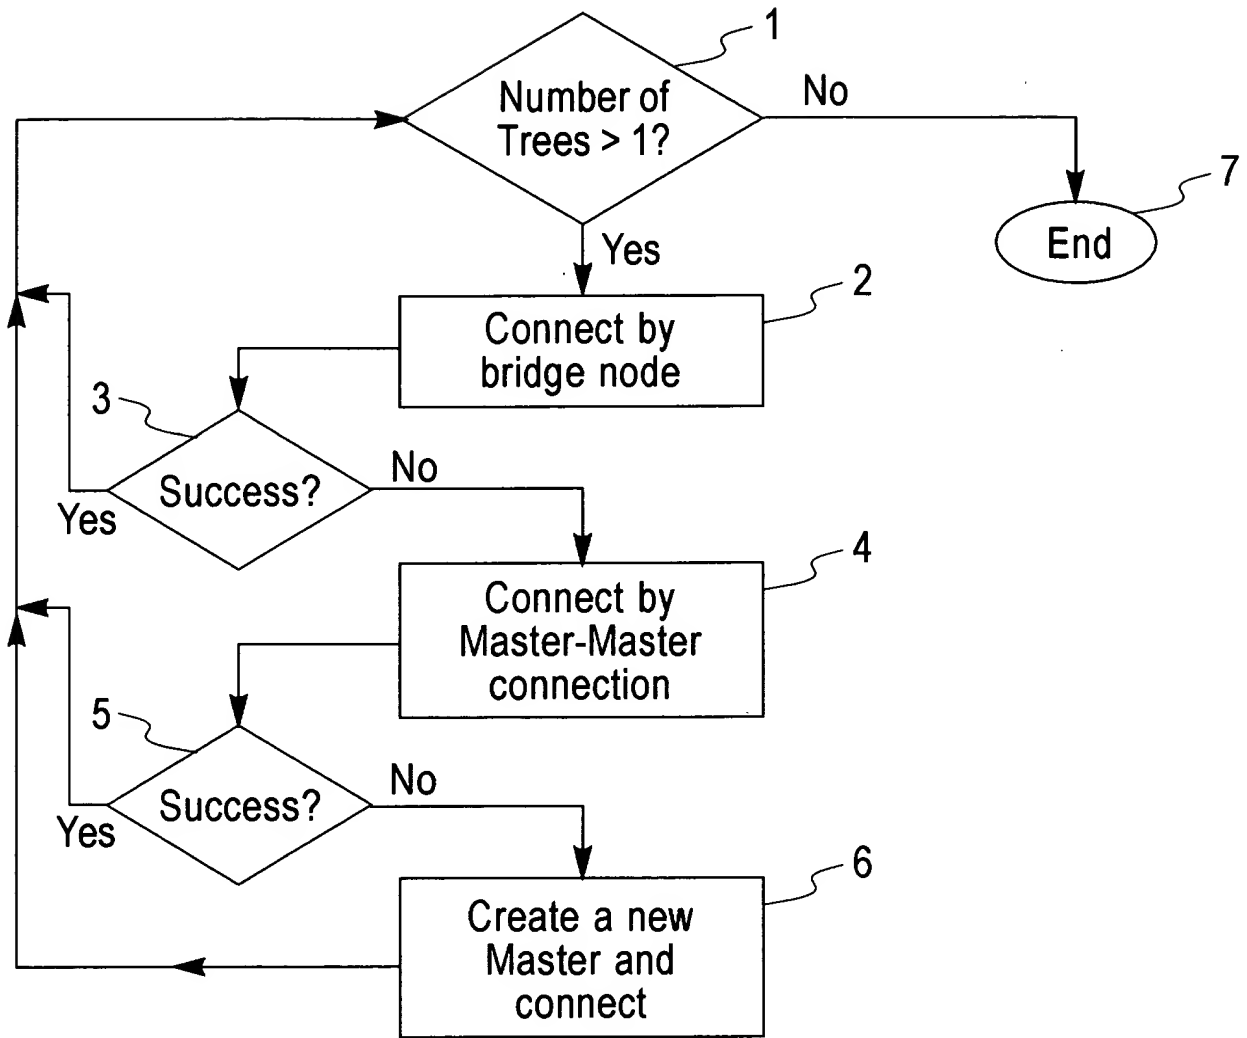 1
Number of
Trees > 1?
No
7
End
Yes
2
Connect by
bridge node
3
Success?
No
Yes
4
Connect by
Master-Master
connection
5
Success?
No
Yes
6
Create a new
Master and
connect